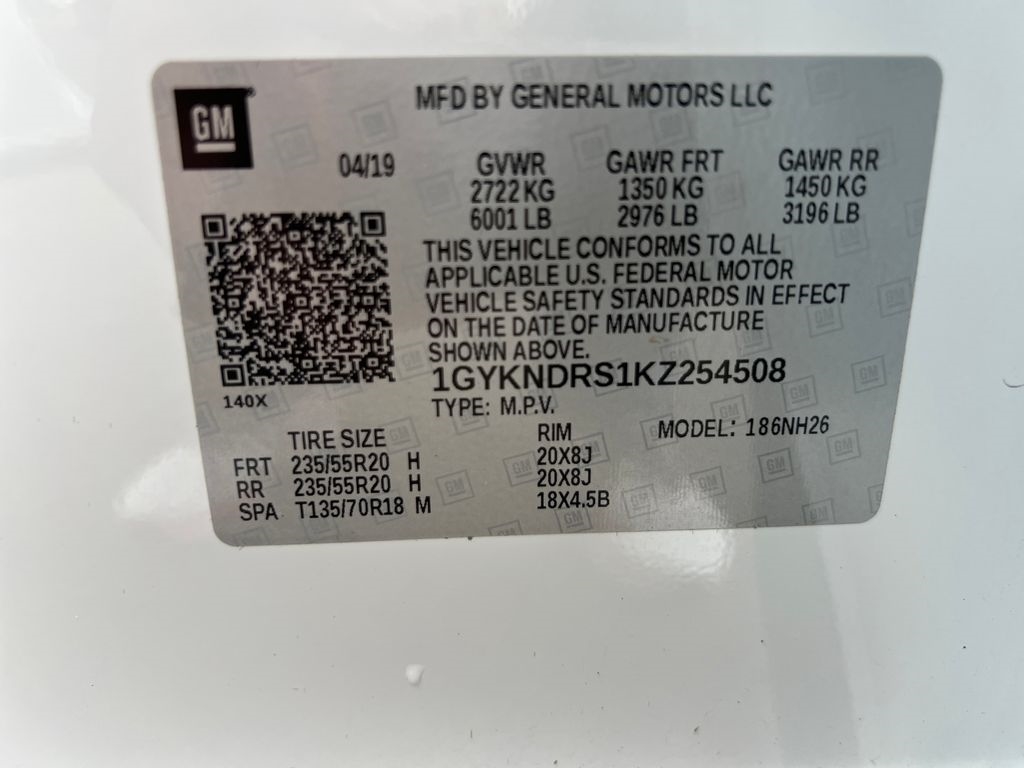 GM
MFD BY GENERAL MOTORS LLC
04/19 GVWR GAWR FRT GAWR RR
2722 KG 1350 KG 1450 KG
6001 LB 2976 LB 3196 LB
THIS VEHICLE CONFORMS TO ALL
APPLICABLE U.S. FEDERAL MOTOR
VEHICLE SAFETY STANDARDS IN EFFECT
ON THE DATE OF MANUFACTURE
SHOWN ABOVE.
1GYKNDRS1KZ254508
140X
TYPE: M.P.V.
TIRE SIZE RIM MODEL: 186NH26
FRT 235/55R20 H 20X8J
RR 235/55R20 H 20X8J
SPA T135/70R18 M 18X4.5B